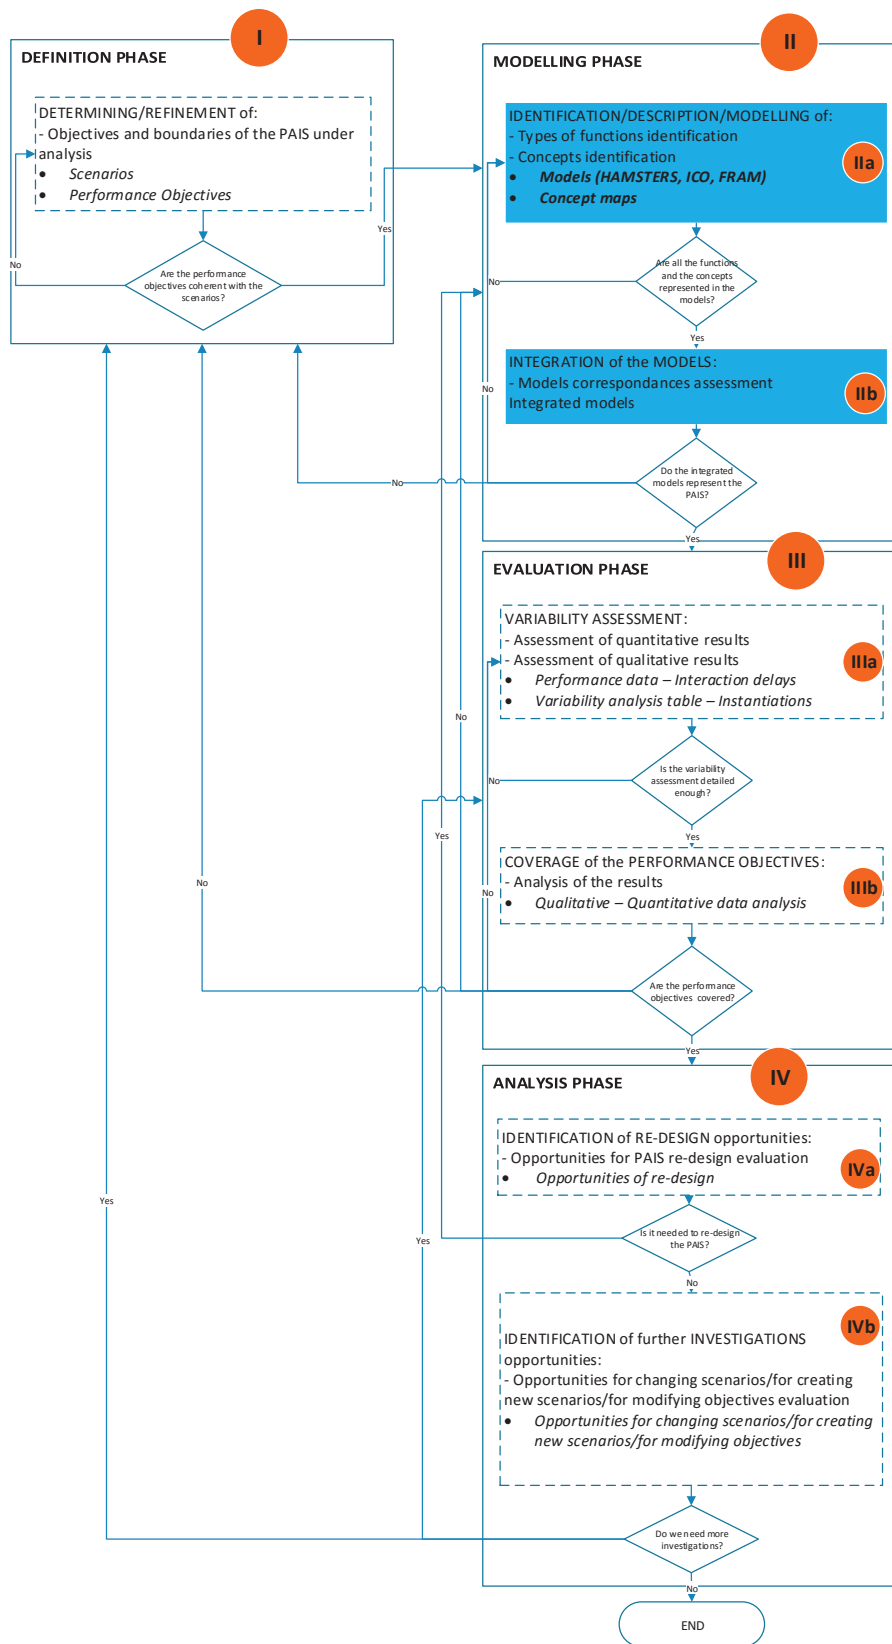 I
DEFINITION PHASE
DETERMINING/REFINEMENT of:
- Objectives and boundaries of the PAIS under
analysis
• Scenarios
• Performance Objectives
No
Yes
Are the performance
objectives coherent with the
scenarios?
II
MODELLING PHASE
IDENTIFICATION/DESCRIPTION/MODELLING of:
- Types of functions identification
- Concepts identification
• Models (HAMSTERS, ICO, FRAM)
• Concept maps
IIa
No
Are all the functions
and the concepts
represented in the
models?
Yes
INTEGRATION of the MODELS:
- Models correspondances assessment
Integrated models
IIb
No
No
Do the integrated
models represent the
PAIS?
Yes
III
EVALUATION PHASE
VARIABILITY ASSESSMENT:
- Assessment of quantitative results
- Assessment of qualitative results
• Performance data – Interaction delays
• Variability analysis table – Instantiations
IIIa
No
No
Is the variability
assessment detailed
enough?
Yes
Yes
COVERAGE of the PERFORMANCE OBJECTIVES:
- Analysis of the results
• Qualitative – Quantitative data analysis
IIIb
No
No
Are the performance
objectives covered?
Yes
IV
ANALYSIS PHASE
IDENTIFICATION of RE-DESIGN opportunities:
- Opportunities for PAIS re-design evaluation
• Opportunities of re-design
IVa
Yes
Yes
Is it needed to re-design
the PAIS?
No
IVb
IDENTIFICATION of further INVESTIGATIONS
opportunities:
- Opportunities for changing scenarios/for creating
new scenarios/for modifying objectives evaluation
• Opportunities for changing scenarios/for creating
new scenarios/for modifying objectives
Do we need more
investigations?
No
END